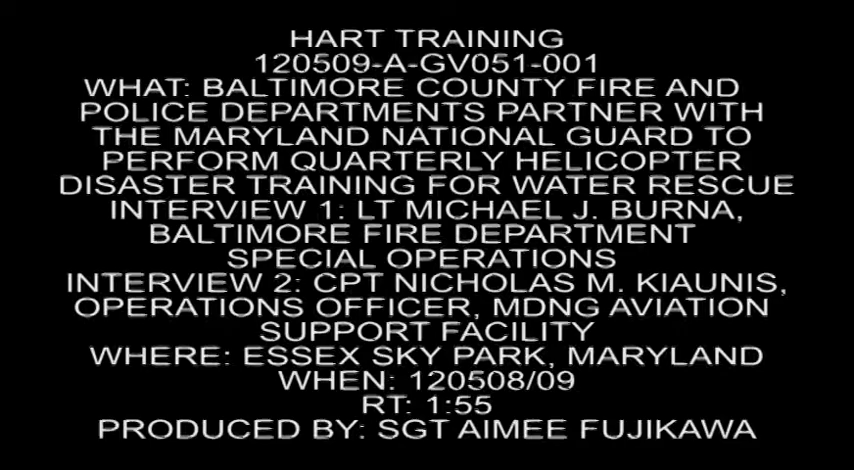 HART TRAINING
120509-A-GV051-001
WHAT: BALTIMORE COUNTY FIRE AND
POLICE DEPARTMENTS PARTNER WITH
THE MARYLAND NATIONAL GUARD TO
PERFORM QUARTERLY HELICOPTER
DISASTER TRAINING FOR WATER RESCUE
INTERVIEW 1: LT MICHAEL J. BURNA,
BALTIMORE FIRE DEPARTMENT
SPECIAL OPERATIONS
INTERVIEW 2: CPT NICHOLAS M. KIAUNIS,
OPERATIONS OFFICER, MDNG AVIATION
SUPPORT FACILITY
WHERE: ESSEX SKY PARK, MARYLAND
WHEN: 120508/09
RT: 1:55
PRODUCED BY: SGT AIMEE FUJIKAWA